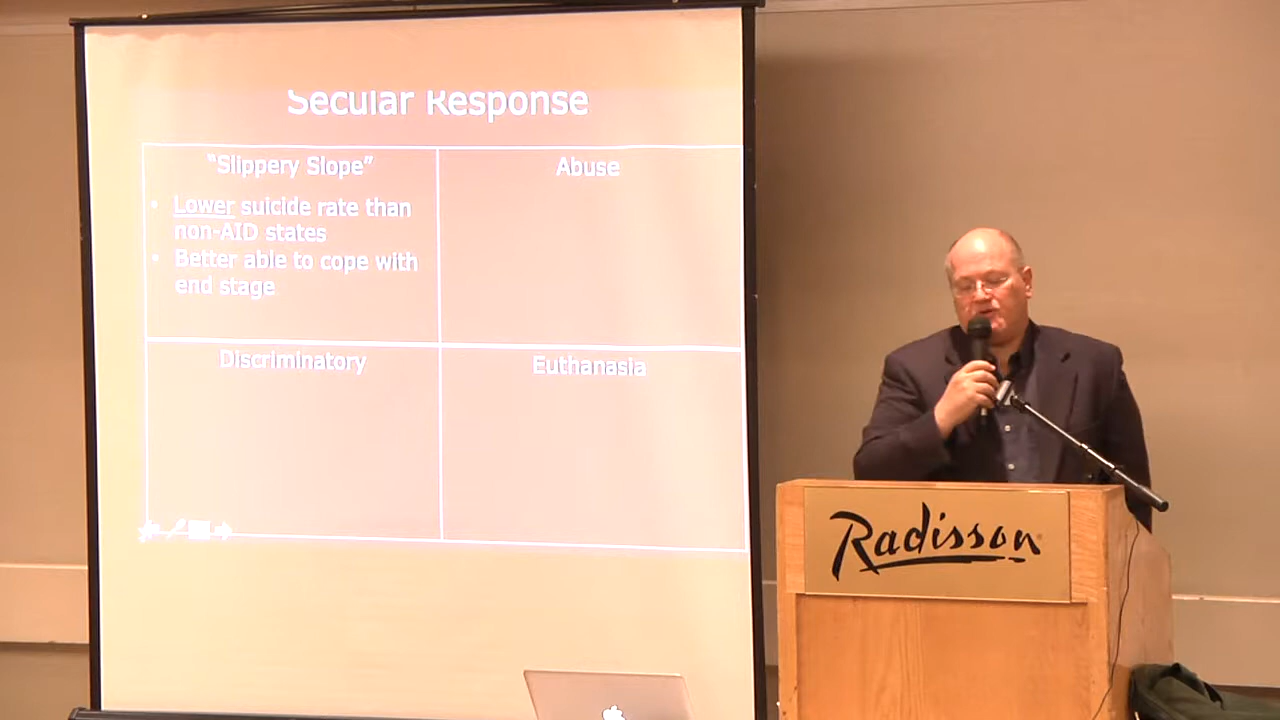 Secular Response
"Slippery Slope"
Abuse
• Lower suicide rate than
non-AID states
• Better able to cope with
end stage
Discriminatory
Euthanasia
Radisson